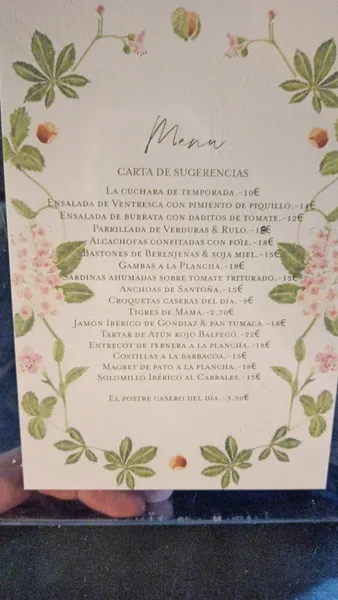 Menu
CARTA DE SUGERENCIAS
LA CUCHARA DE TEMPORADA.-10€
ENSALADA DE VENTRESCA CON PIMIENTO DE PIQUILLO.-14€
ENSALADA DE BURRATA CON DADITOS DE TOMATE.-12€
PARRILLADA DE VERDURAS & RULO.-18€
ALCACHOFAS CONFITADAS CON FOIE.-18€
BASTONES DE BERENJENAS & SOJA MIEL.-15€
GAMBAS A LA PLANCHA.-18€
SARDINAS AHUMADAS SOBRE TOMATE TRITURADO.-15€
ANCHOAS DE SANTOÑA.-15€
CROQUETAS CASERAS DEL DÍA.-9€
TIGRES DE MAMÁ.-2.70€
JAMÓN IBÉRICO DE GONDIAZ & PAN TUMACA.-18€
TARTAR DE ATÚN ROJO BALFEGÓ.-22€
ENTREÇOT DE TERNERA A LA PLANCHA.-18€
COSTILLAS A LA BARBACOA.-18€
MAGRET DE PATO A LA PLANCHA.-18€
SOLOMILLO IBÉRICO AL CABRALES.-18€
EL POSTRE CASERO DEL DÍA.-5,50€